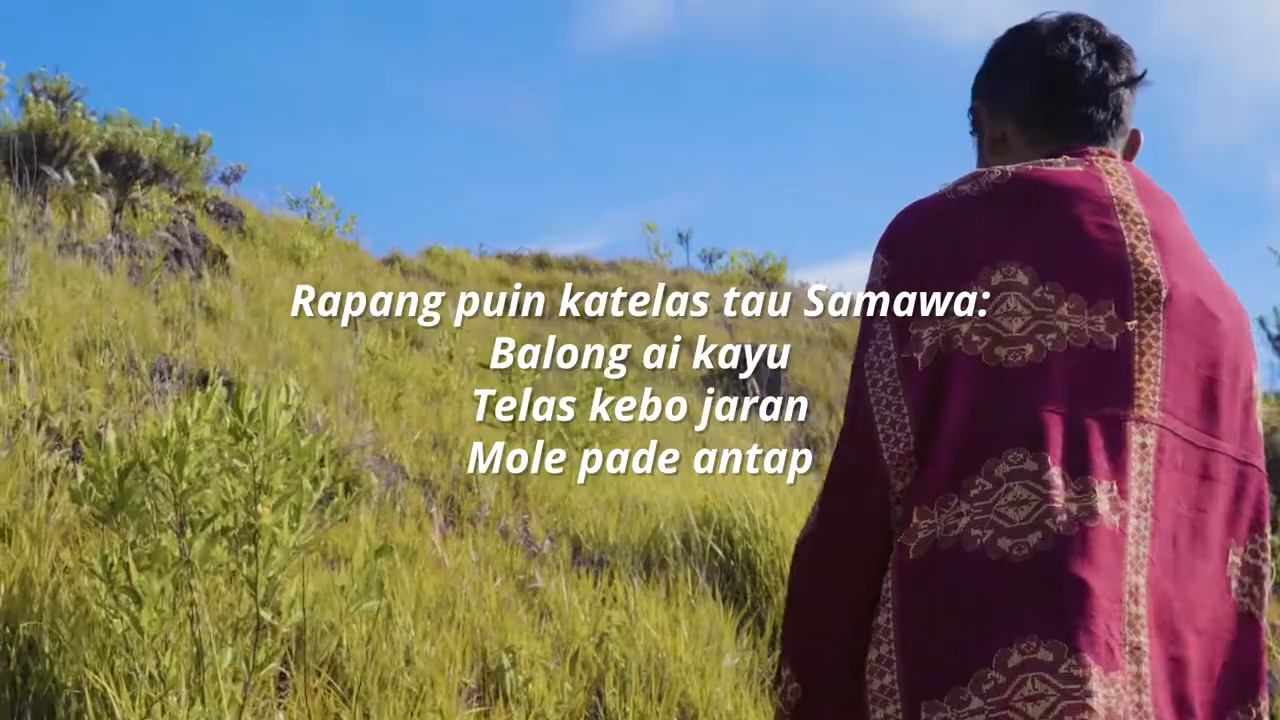 Rapang puin katelas tau Samawa:
Balong ai kayu
Telas kebo jaran
Mole pade antap